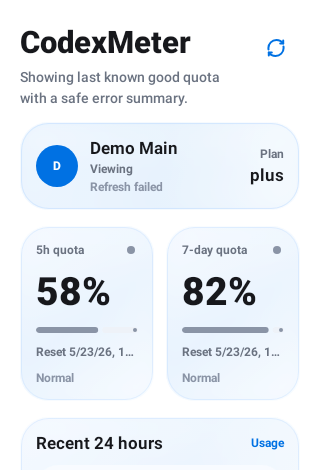 CodexMeter
Showing last known good quota
with a safe error summary.
D
Demo Main
Viewing
Refresh failed
Plan
plus
5h quota
58%
Reset 5/23/26, 1...
Normal
7-day quota
82%
Reset 5/23/26, 1...
Normal
Recent 24 hours
Usage